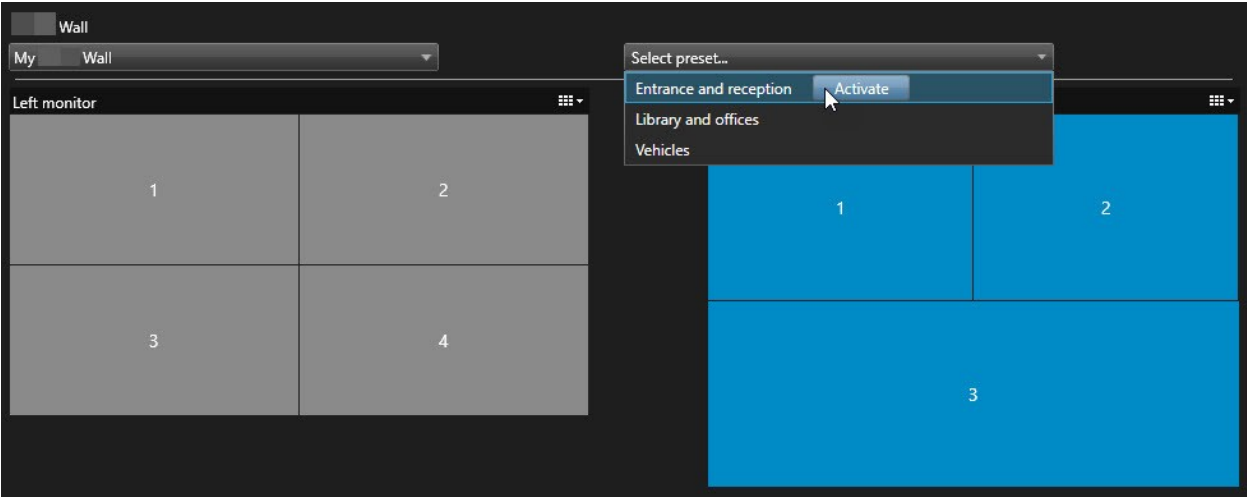 Wall
My Wall
Select preset...
Entrance and reception Activate
Library and offices
Vehicles
Left monitor
1 2
3 4
1 2
3